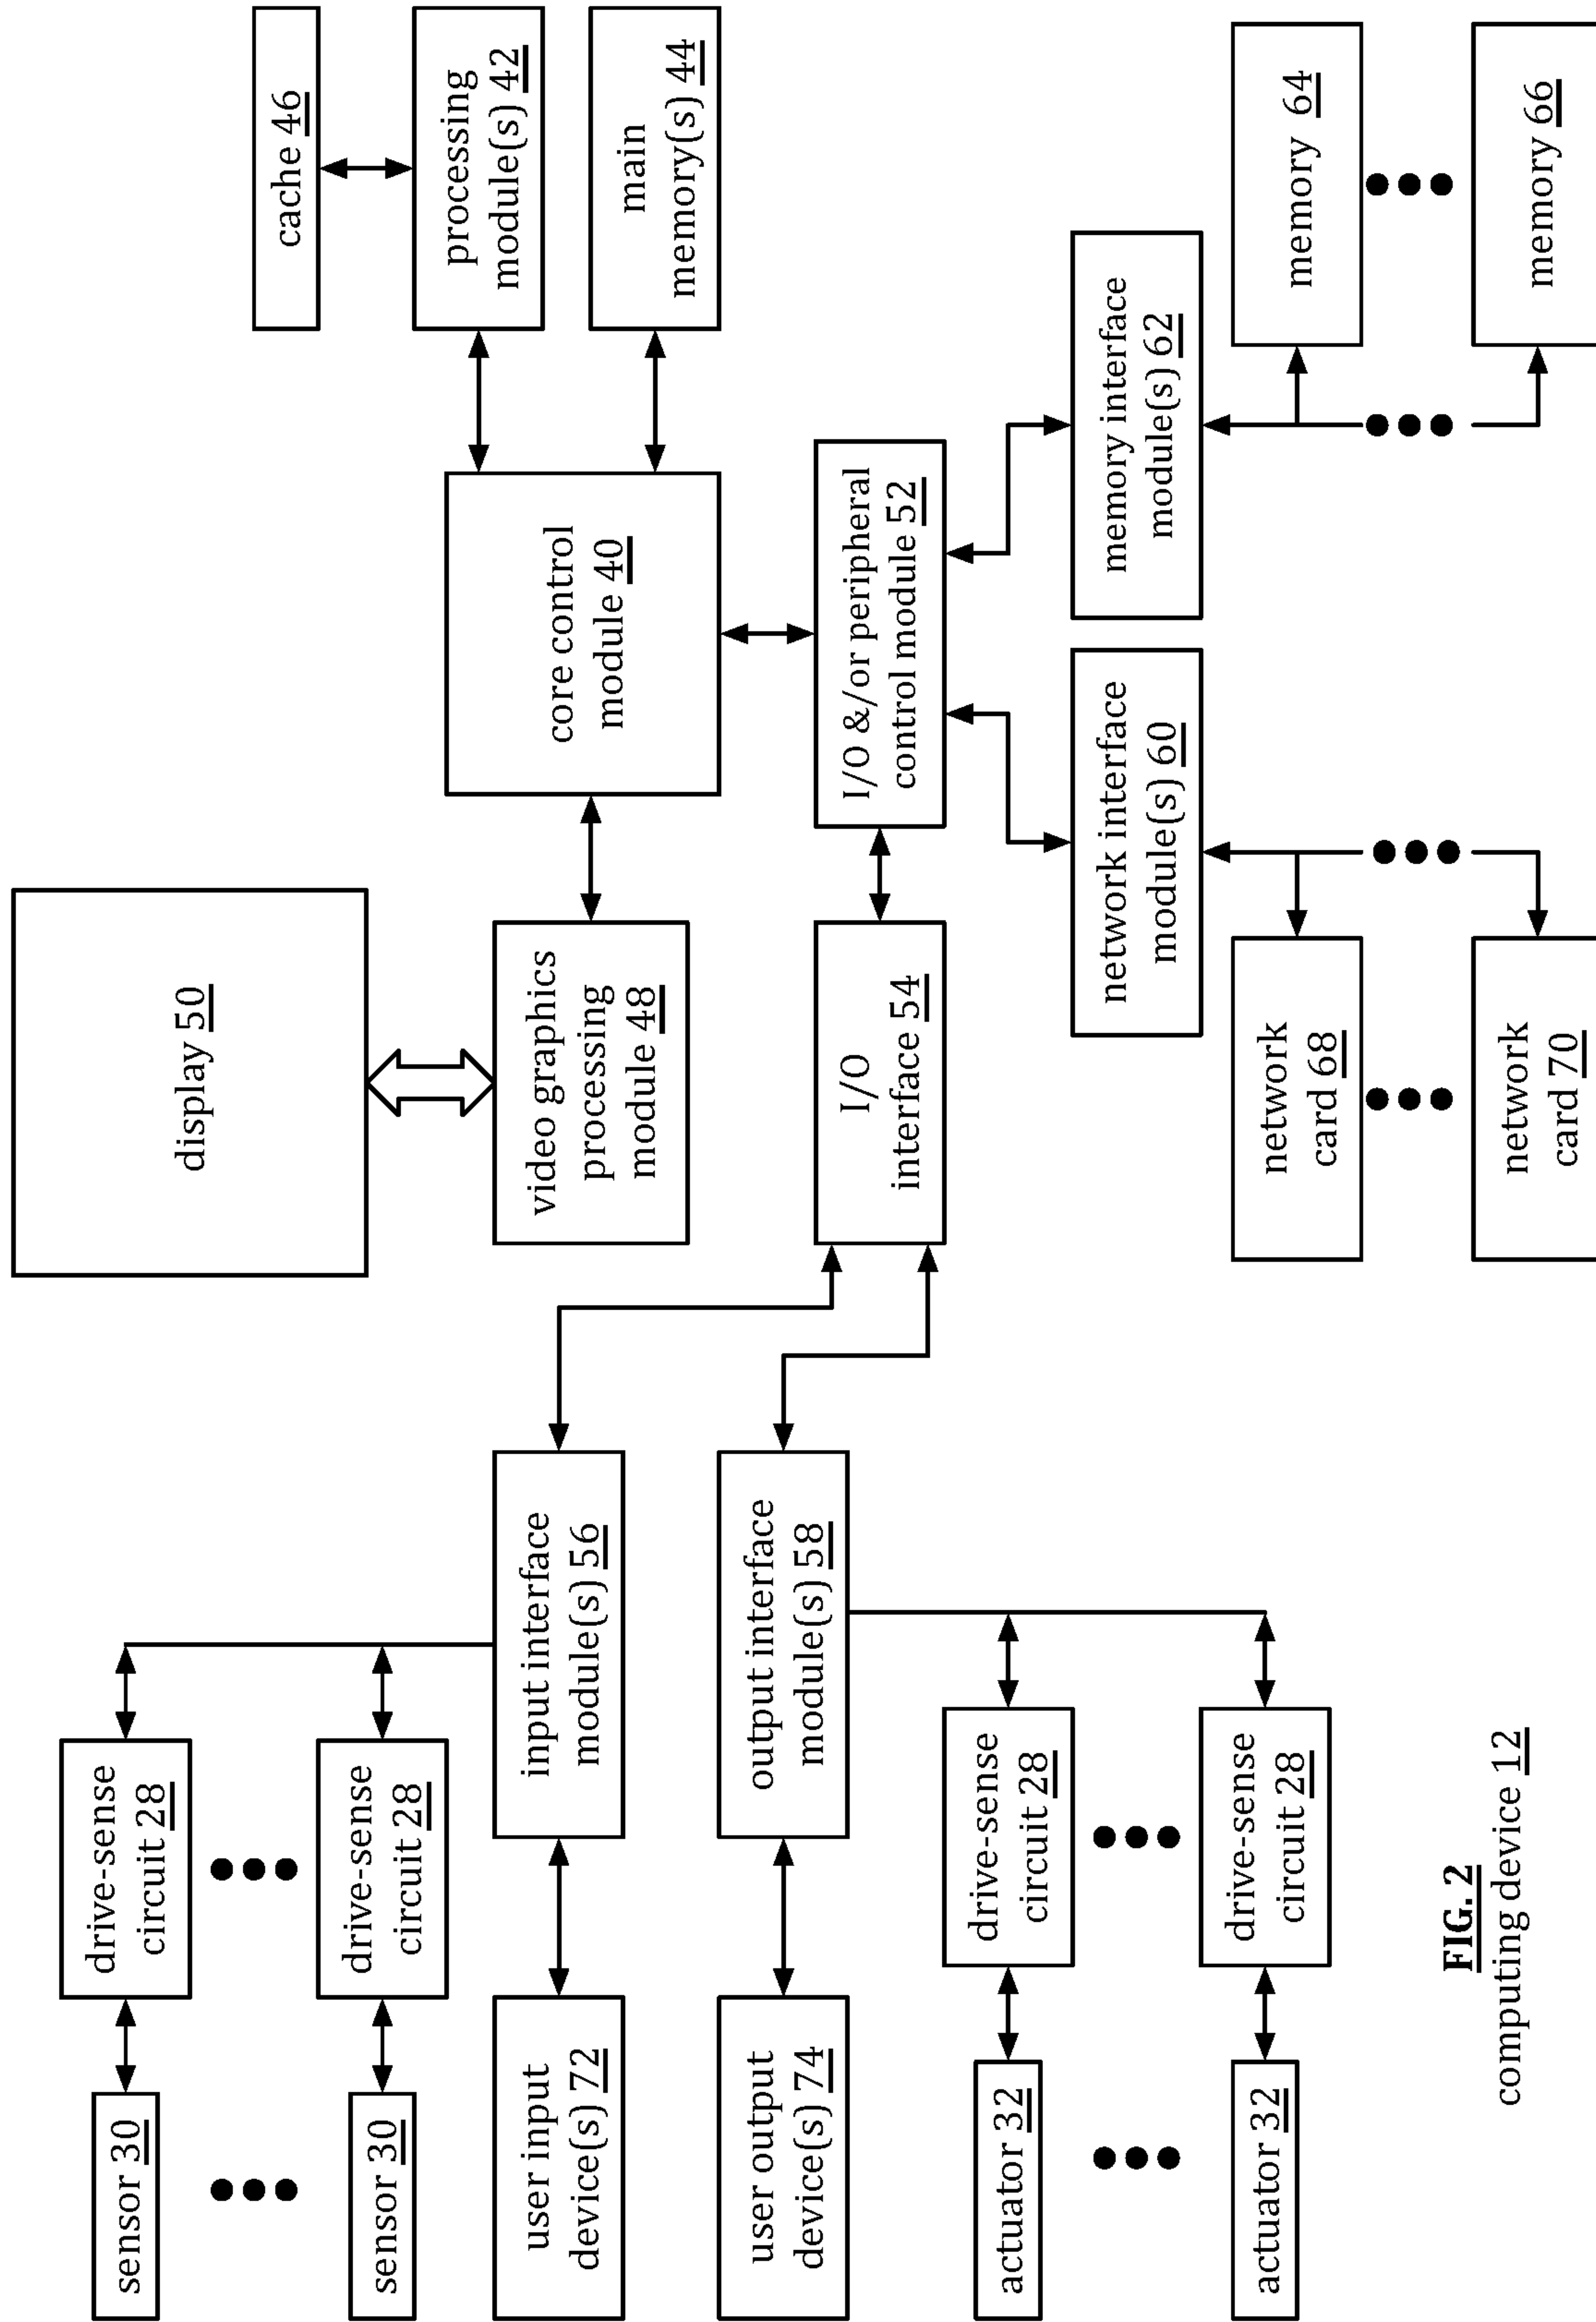 display 50
cache 46
processing
module(s) 42
main
memory(s) 44
core control
module 40
video graphics
processing
module 48
I/O
interface 54
I/O &/or peripheral
control module 52
sensor 30
drive-sense
circuit 28
sensor 30
drive-sense
circuit 28
user input
device(s) 72
input interface
module(s) 56
user output
device(s) 74
output interface
module(s) 58
actuator 32
drive-sense
circuit 28
actuator 32
drive-sense
circuit 28
network interface
module(s) 60
memory interface
module(s) 62
network
card 68
network
card 70
memory 64
memory 66
FIG. 2
computing device 12